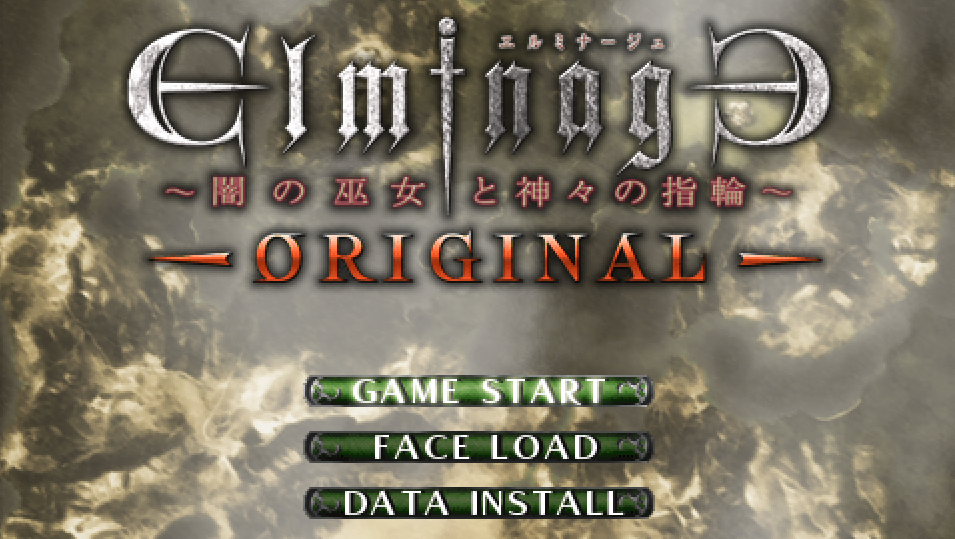 エルミナージュ
Elminage
～闇の巫女と神々の指輪～
ORIGINAL
GAME START
FACE LOAD
DATA INSTALL